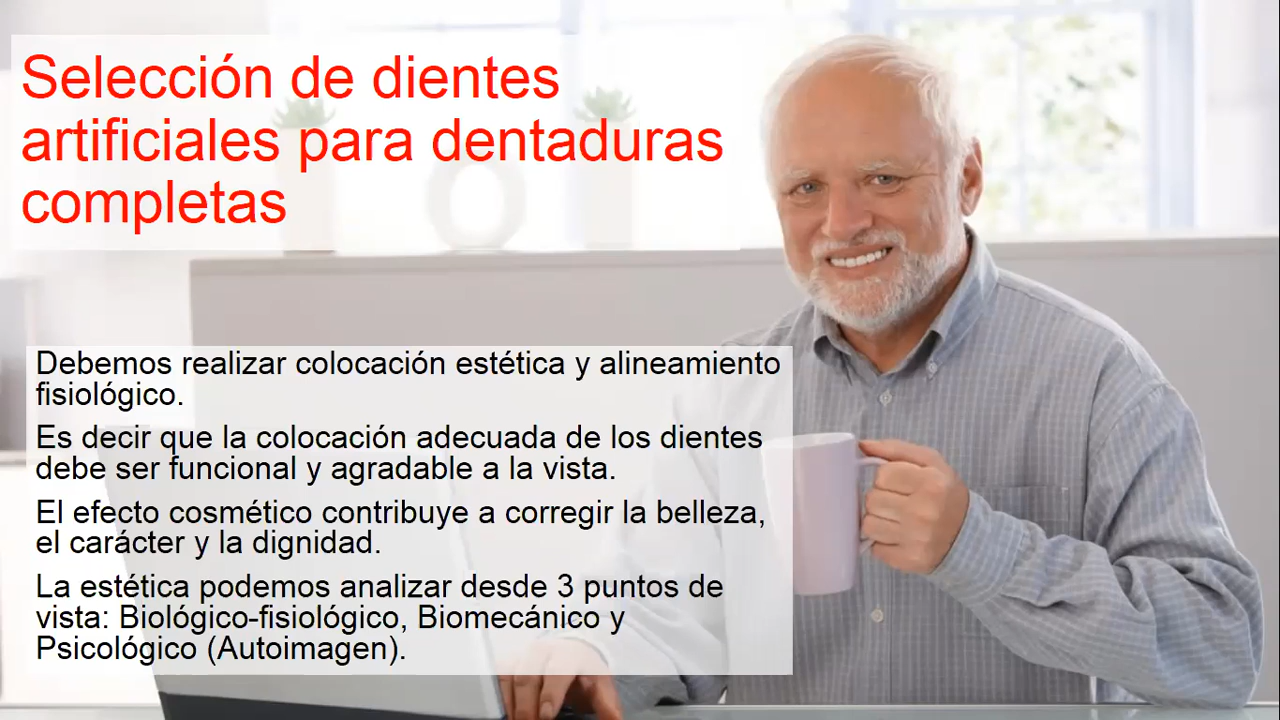 Selección de dientes
artificiales para dentaduras
completas
Debemos realizar colocación estética y alineamiento
fisiológico.
Es decir que la colocación adecuada de los dientes
debe ser funcional y agradable a la vista.
El efecto cosmético contribuye a corregir la belleza,
el carácter y la dignidad.
La estética podemos analizar desde 3 puntos de
vista: Biológico-fisiológico, Biomecánico y
Psicológico (Autoimagen).